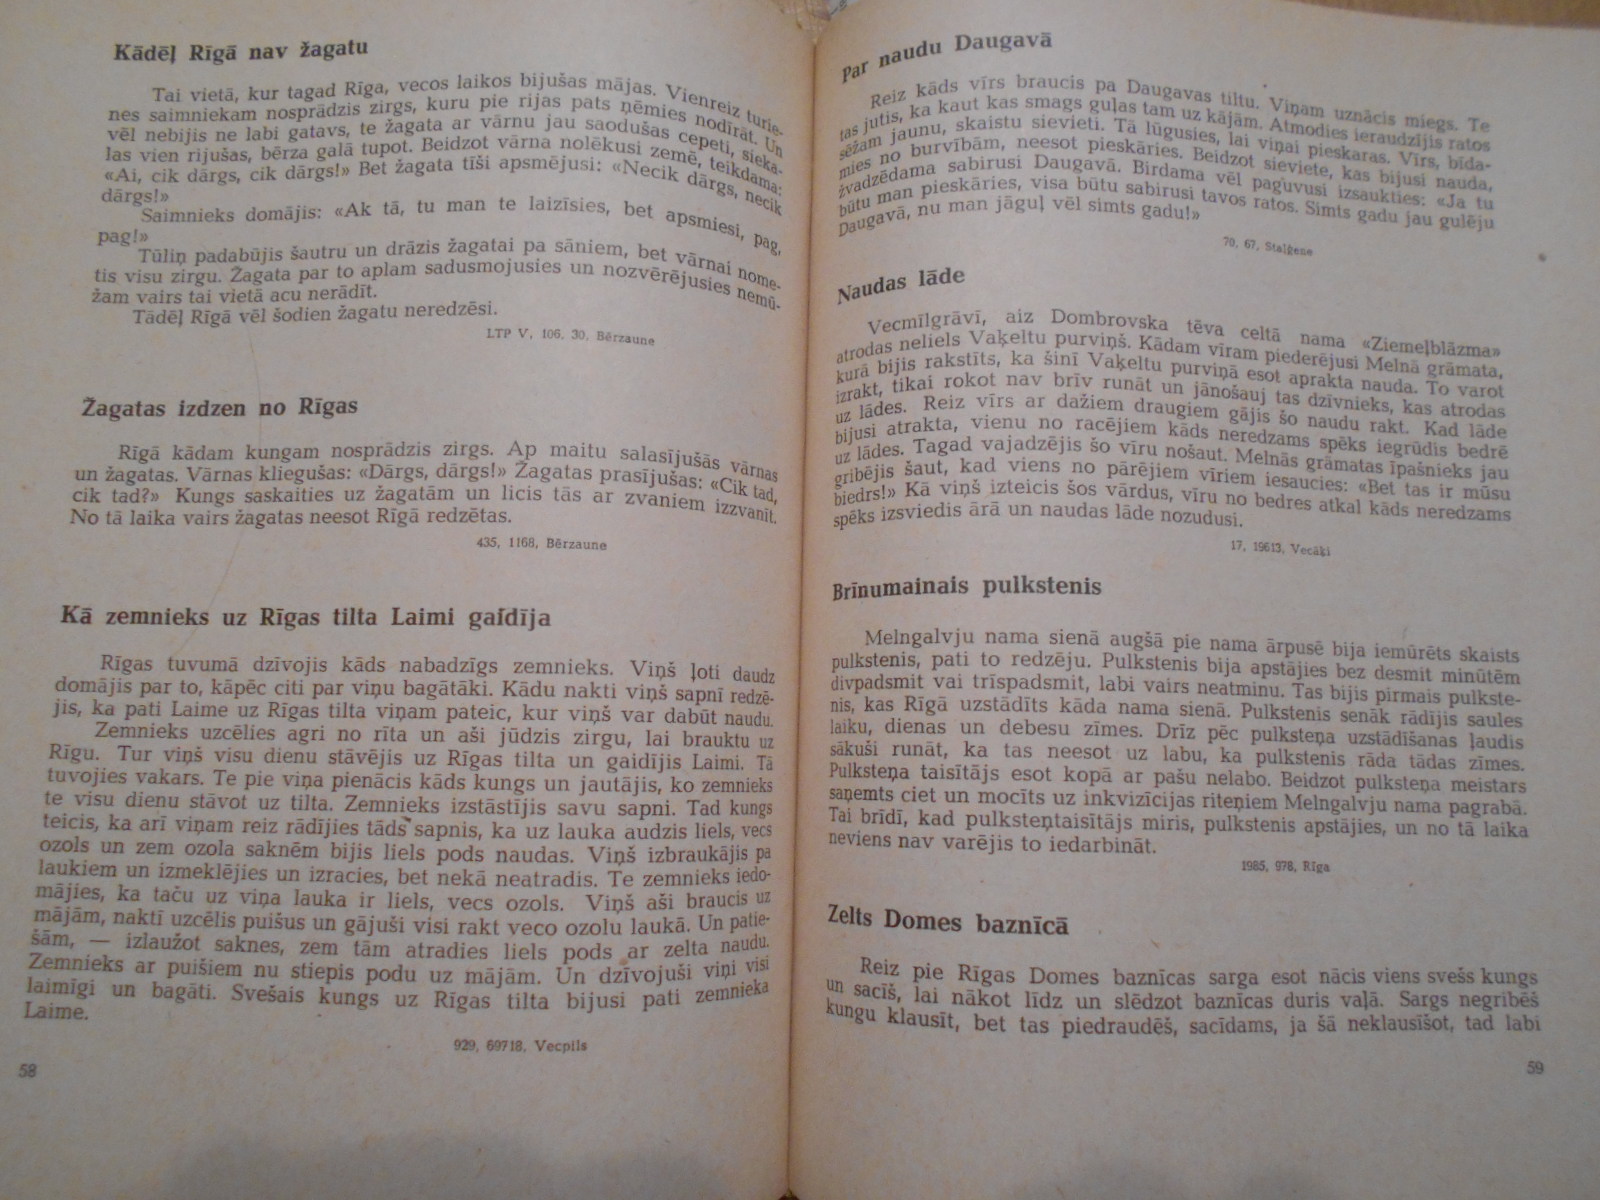 Kādēļ Rīgā nav žagatu
Tai vietā, kur tagad Rīga, vecos laikos bijušas mājas. Vienreiz turie-
nes saimniekam nosprādzis zirgs, kuru pie rijas pats ņēmies nodīrāt. Un
vēl nebijis ne labi gatavs, te žagata ar vārnu jau saodušas cepeti, sieka-
las vien rijušas, bērza galā tupot. Beidzot vārna nolēkusi zemē, teikdama:
«Ai, cik dārgs, cik dārgs!» Bet žagata tīši apsmējusi: «Necik dārgs, necik
dārgs!»
Saimnieks domājis: «Ak tā, tu man te laizīsies, bet apsmiesi, pag,
pag!»
Tūliņ padabūjis šautru un drāzis žagatai pa sāniem, bet vārnai nome-
tis visu zirgu. Žagata par to aplam sadusmojusies un nozvērējusies nemū-
žam vairs tai vietā acu nerādīt.
Tādēļ Rīgā vēl šodien žagatu neredzēsi.
LTP V, 106, 30, Bērzaune
Žagatas izdzen no Rīgas
Rīgā kādam kungam nosprādzis zirgs. Ap maitu salasījušās vārnas
un žagatas. Vārnas kliegušas: «Dārgs, dārgs!» Žagatas prasījušas: «Cik tad,
cik tad?» Kungs saskaities uz žagatām un licis tās ar zvaniem izzvanīt.
No tā laika vairs žagatas neesot Rīgā redzētas.
435, 1168, Bērzaune
Kā zemnieks uz Rīgas tilta Laimi gaidīja
Rīgas tuvumā dzīvojis kāds nabadzīgs zemnieks. Viņš ļoti daudz
domājis par to, kāpēc citi par viņu bagātāki. Kādu nakti viņš sapnī redzē-
jis, ka pati Laime uz Rīgas tilta viņam pateic, kur viņš var dabūt naudu.
Zemnieks uzcēlies agri no rīta un aši jūdzis zirgu, lai brauktu uz
Rīgu. Tur viņš visu dienu stāvējis uz Rīgas tilta un gaidījis Laimi. Tā
tuvojies vakars. Te pie viņa pienācis kāds kungs un jautājis, ko zemnieks
te visu dienu stāvot uz tilta. Zemnieks izstāstījis savu sapni. Tad kungs
teicis, ka arī viņam reiz rādījies tāds sapnis, ka uz lauka audzis liels, vecs
ozols un zem ozola saknēm bijis liels pods naudas. Viņš izbraukājis pa
laukiem un izmeklējies un izracies, bet nekā neatradis. Te zemnieks iedo-
mājies, ka taču uz viņa lauka ir liels, vecs ozols. Viņš aši braucis uz
mājām, naktī uzcēlis puišus un gājuši visi rakt veco ozolu laukā. Un patie-
šām, — izlaužot saknes, zem tām atradies liels pods ar zelta naudu.
Zemnieks ar puišiem nu stiepis podu uz mājām. Un dzīvojuši viņi visi
laimīgi un bagāti. Svešais kungs uz Rīgas tilta bijusi pati zemnieka
Laime.
929, 69718, Vecpils
58
Par naudu Daugavā
Reiz kāds vīrs braucis pa Daugavas tiltu. Viņam uznācis miegs. Te
tas jutis, ka kaut kas smags guļas tam uz kājām. Atmodies ieraudzījis ratos
sēžam jaunu, skaistu sievieti. Tā lūgusies, lai viņai pieskaras. Vīrs, bīda-
mies no burvībām, neesot pieskāries. Beidzot sieviete, kas bijusi nauda,
žvadzēdama sabirusi Daugavā. Birdama vēl paguvusi izsaukties: «Ja tu
būtu man pieskāries, visa būtu sabirusi tavos ratos. Simts gadu jau gulēju
Daugavā, nu man jāguļ vēl simts gadu!»
70, 67, Stalģene
Naudas lāde
Vecmīlgrāvī, aiz Dombrovska tēva celtā nama «Ziemeļblāzma»
atrodas neliels Vaķeltu purviņš. Kādam vīram piederējusi Melnā grāmata,
kurā bijis rakstīts, ka šinī Vaķeltu purviņā esot aprakta nauda. To varot
izrakt, tikai rokot nav brīv runāt un jānošauj tas dzīvnieks, kas atrodas
uz lādes. Reiz vīrs ar dažiem draugiem gājis šo naudu rakt. Kad lāde
bijusi atrakta, vienu no racējiem kāds neredzams spēks iegrūdis bedrē
uz lādes. Tagad vajadzējis šo vīru nošaut. Melnās grāmatas īpašnieks jau
gribējis šaut, kad viens no pārējiem vīriem iesaucies: «Bet tas ir mūsu
biedrs!» Kā viņš izteicis šos vārdus, vīru no bedres atkal kāds neredzams
spēks izsviedis ārā un naudas lāde nozudusi.
17, 19613, Vecāķi
Brīnumainais pulkstenis
Melngalvju nama sienā augšā pie nama ārpusē bija iemūrēts skaists
pulkstenis, pati to redzēju. Pulkstenis bija apstājies bez desmit minūtēm
divpadsmit vai trīspadsmit, labi vairs neatminu. Tas bijis pirmais pulkste-
nis, kas Rīgā uzstādīts kāda nama sienā. Pulkstenis senāk rādījis saules
laiku, dienas un debesu zīmes. Drīz pēc pulksteņa uzstādīšanas ļaudis
sākuši runāt, ka tas neesot uz labu, ka pulkstenis rāda tādas zīmes.
Pulksteņa taisītājs esot kopā ar pašu nelabo. Beidzot pulksteņa meistars
saņemts ciet un mocīts uz inkvizīcijas riteņiem Melngalvju nama pagrabā.
Tai brīdī, kad pulksteņtaisītājs miris, pulkstenis apstājies, un no tā laika
neviens nav varējis to iedarbināt.
1985, 978, Rīga
Zelts Domes baznīcā
Reiz pie Rīgas Domes baznīcas sarga esot nācis viens svešs kungs
un sacīš, lai nākot līdz un slēdzot baznīcas duris vaļā. Sargs negribēš
kungu klausīt, bet tas piedraudēš, sacīdams, ja šā neklausīšot, tad labi
59